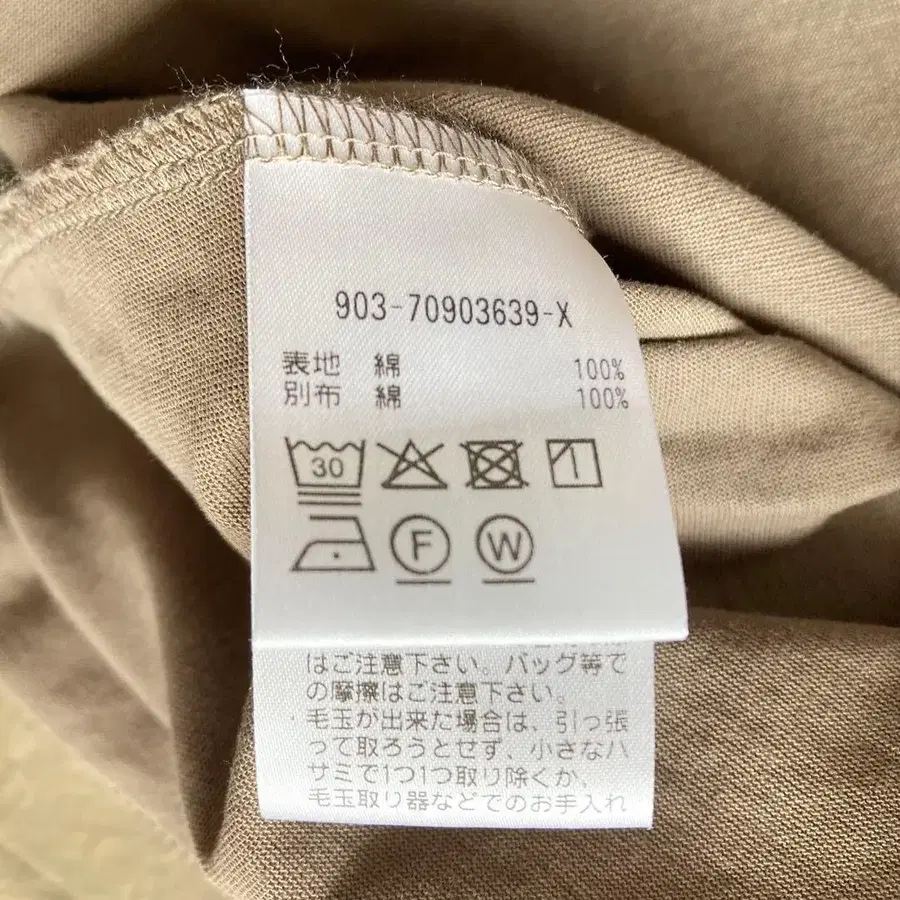 903-70903639-X
表地 綿 100%
別布 綿 100%
30
F W
はご注意下さい。バッグ等で
の摩擦はご注意下さい。
毛玉が出来た場合は、引っ張
って取ろうとせず、小さなハ
サミで1つ1つ取り除くか、
毛玉取り器などでのお手入れ